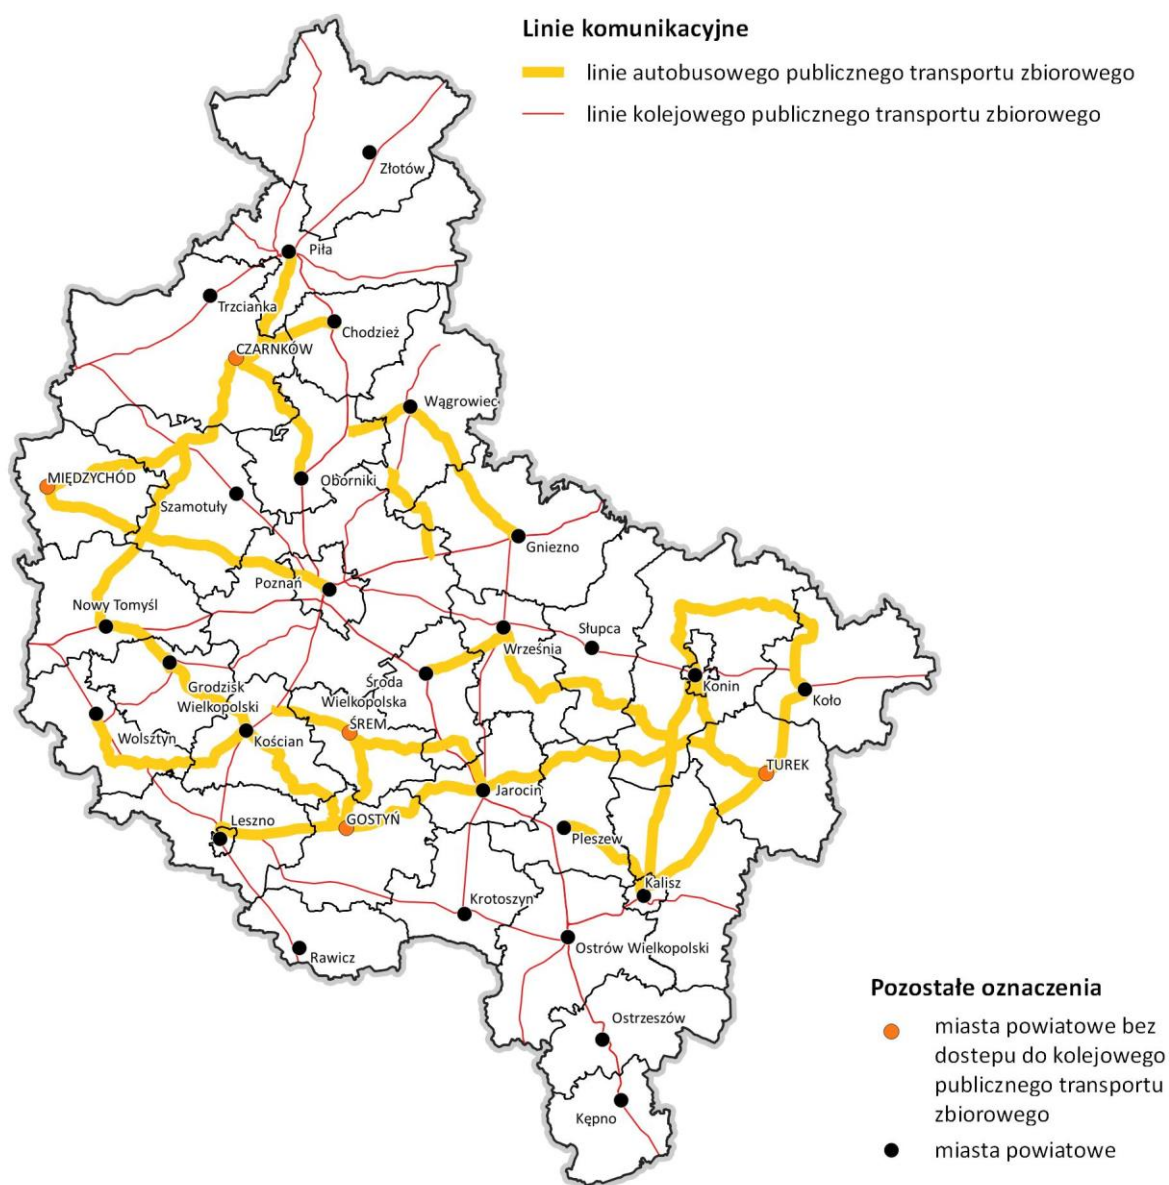 Linie komunikacyjne
linie autobusowego publicznego transportu zbiorowego
linie kolejowego publicznego transportu zbiorowego
Złotów
Piła
Trzcianka
Chodzież
CZARNKÓW
Wągrowiec
MIĘDZYCHÓD
Szamotuły
Oborniki
Gniezno
Poznań
Nowy Tomyśl
Września
Słupca
Grodzisk
Wielkopolski
Środa
Wielkopolska
Konin
Koło
Wolsztyn
Kościan
ŚREM
TUREK
Jarocin
Leszno
GOSTYŃ
Pleszew
Kalisz
Krotoszyn
Rawicz
Ostrów Wielkopolski
Ostrzeszów
Kępno
Pozostałe oznaczenia
miasta powiatowe bez
dostepu do kolejowego
publicznego transportu
zbiorowego
miasta powiatowe